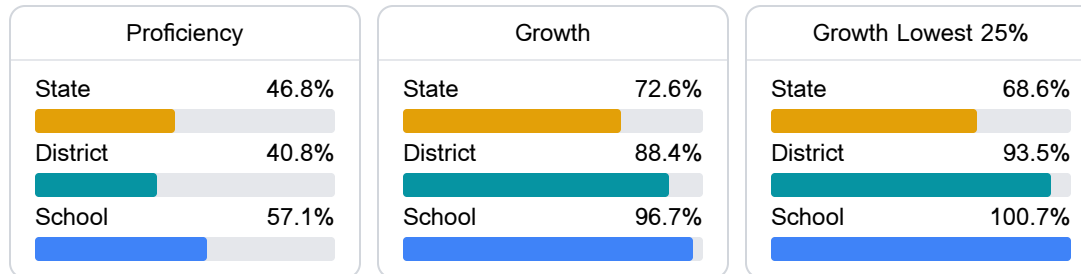 Proficiency
State 46.8%
District 40.8%
School 57.1%
Growth
State 72.6%
District 88.4%
School 96.7%
Growth Lowest 25%
State 68.6%
District 93.5%
School 100.7%